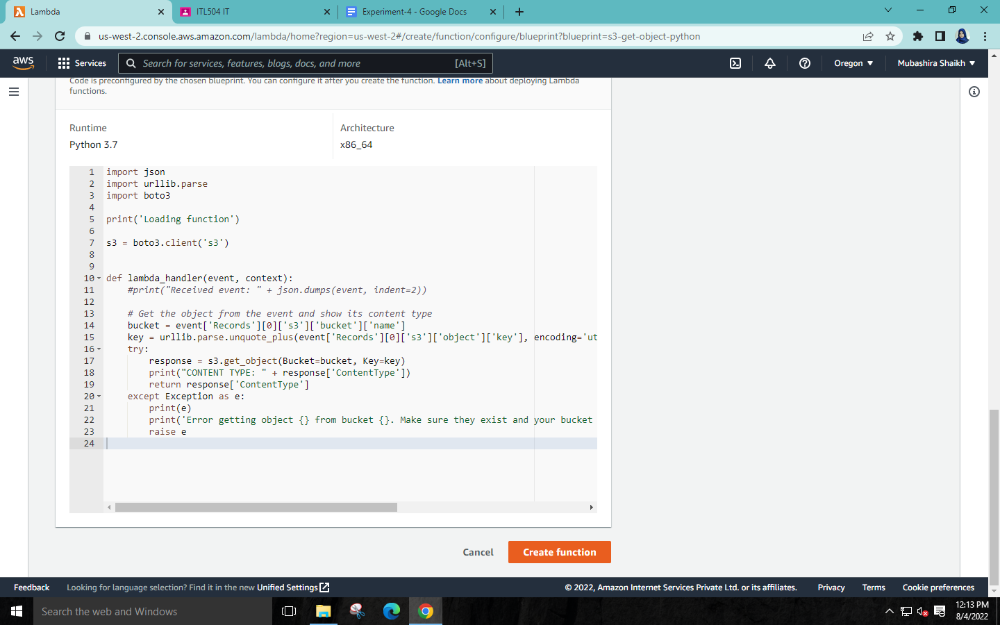 Lambda
ITL504 IT
Experiment-4 - Google Docs
us-west-2.console.aws.amazon.com/lambda/home?region=us-west-2#/create/function/configure/blueprint?blueprint=s3-get-object-python
aws
Services
Search for services, features, blogs, docs, and more
[Alt+S]
Oregon
Mubashira Shaikh
Code is preconfigured by the chosen blueprint. You can configure it after you create the function. Learn more about deploying Lambda
functions.
Runtime
Python 3.7
Architecture
x86_64
1 import json
2 import urllib.parse
3 import boto3
4
5 print('Loading function')
6
7 s3 = boto3.client('s3')
8
9
10 def lambda_handler(event, context):
11 #print("Received event: " + json.dumps(event, indent=2))
12
13 # Get the object from the event and show its content type
14 bucket = event['Records'][0]['s3']['bucket']['name']
15 key = urllib.parse.unquote_plus(event['Records'][0]['s3']['object']['key'], encoding='ut
16 try:
17 response = s3.get_object(Bucket=bucket, Key=key)
18 print("CONTENT TYPE: " + response['ContentType'])
19 return response['ContentType']
20 except Exception as e:
21 print(e)
22 print('Error getting object {} from bucket {}. Make sure they exist and your bucket
23 raise e
24
Cancel
Create function
Feedback
Looking for language selection? Find it in the new Unified Settings
© 2022, Amazon Internet Services Private Ltd. or its affiliates.
Privacy
Terms
Cookie preferences
Search the web and Windows
12:13 PM
8/4/2022